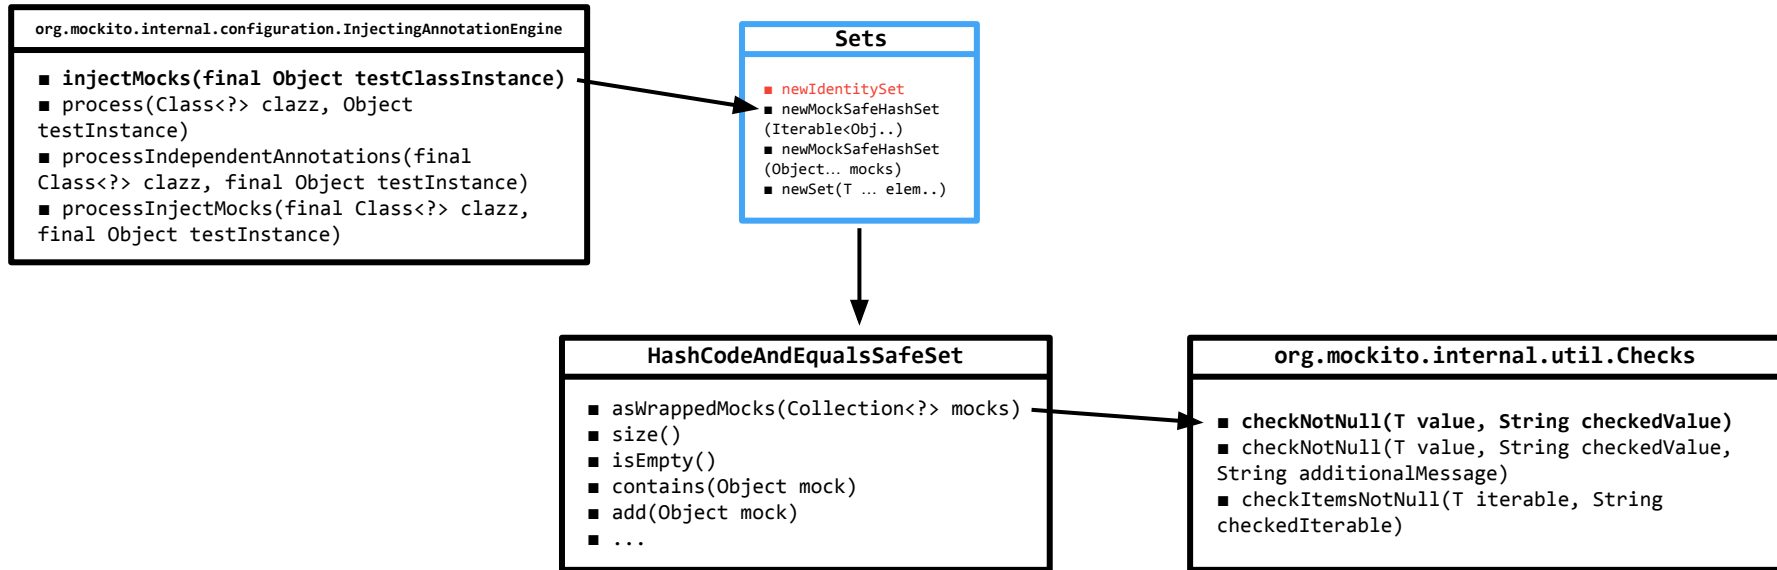 org.mockito.internal.configuration.InjectingAnnotationEngine
■ injectMocks(final Object testClassInstance)
■ process(Class<?> clazz, Object
testInstance)
■ processIndependentAnnotations(final
Class<?> clazz, final Object testInstance)
■ processInjectMocks(final Class<?> clazz,
final Object testInstance)
Sets
■ newIdentitySet
■ newMockSafeHashSet
(Iterable<Obj..)
■ newMockSafeHashSet
(Object... mocks)
■ newSet(T ... elem..)
HashCodeAndEqualsSafeSet
■ asWrappedMocks(Collection<?> mocks)
■ size()
■ isEmpty()
■ contains(Object mock)
■ add(Object mock)
■ ...
org.mockito.internal.util.Checks
■ checkNotNull(T value, String checkedValue)
■ checkNotNull(T value, String checkedValue,
String additionalMessage)
■ checkItemsNotNull(T iterable, String
checkedIterable)